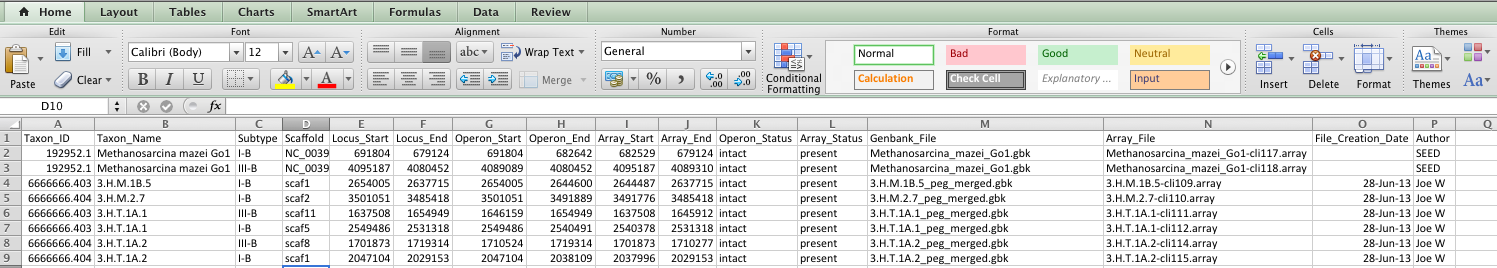 Home Layout Tables Charts SmartArt Formulas Data Review
Edit Font Alignment Number Format Cells Themes
Fill Calibri (Body) 12 A A abc Wrap Text General Normal Bad Good Neutral
Paste Clear B I U A Merge % , .0 .00 .00 .0 Conditional Formatting Calculation Check Cell Explanatory ... Input Insert Delete Format Themes Aa
D10 fx
A B C D E F G H I J K L M N O P Q
1 Taxon_ID Taxon_Name Subtype Scaffold Locus_Start Locus_End Operon_Start Operon_End Array_Start Array_End Operon_Status Array_Status Genbank_File Array_File File_Creation_Date Author
2 192952.1 Methanosarcina mazei Go1 I-B NC_0039 691804 679124 691804 682642 682529 679124 intact present Methanosarcina_mazei_Go1.gbk Methanosarcina_mazei_Go1-cli117.array SEED
3 192952.1 Methanosarcina mazei Go1 III-B NC_0039 4095187 4080452 4089089 4080452 4095187 4089310 intact present Methanosarcina_mazei_Go1.gbk Methanosarcina_mazei_Go1-cli118.array SEED
4 6666666.403 3.H.M.1B.5 I-B scaf1 2654005 2637715 2654005 2644600 2644487 2637715 intact present 3.H.M.1B.5_peg_merged.gbk 3.H.M.1B.5-cli109.array 28-Jun-13 Joe W
5 6666666.404 3.H.M.2.7 I-B scaf2 3501051 3485418 3501051 3491889 3491776 3485418 intact present 3.H.M.2.7_peg_merged.gbk 3.H.M.2.7-cli110.array 28-Jun-13 Joe W
6 6666666.403 3.H.T.1A.1 III-B scaf11 1637508 1654949 1646159 1654949 1637508 1645912 intact present 3.H.T.1A.1_peg_merged.gbk 3.H.T.1A.1-cli111.array 28-Jun-13 Joe W
7 6666666.403 3.H.T.1A.1 I-B scaf5 2549486 2531318 2549486 2540491 2540378 2531318 intact present 3.H.T.1A.1_peg_merged.gbk 3.H.T.1A.1-cli112.array 28-Jun-13 Joe W
8 6666666.404 3.H.T.1A.2 III-B scaf8 1701873 1719314 1710524 1719314 1701873 1710277 intact present 3.H.T.1A.2_peg_merged.gbk 3.H.T.1A.2-cli114.array 28-Jun-13 Joe W
9 6666666.404 3.H.T.1A.2 I-B scaf1 2047104 2029153 2047104 2038109 2037996 2029153 intact present 3.H.T.1A.2_peg_merged.gbk 3.H.T.1A.2-cli115.array 28-Jun-13 Joe W